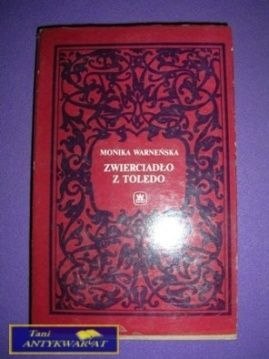 MONIKA WARNEŃSKA
ZWIERCIADŁO
Z TOLEDO
Tani
ANTYKWARIAT